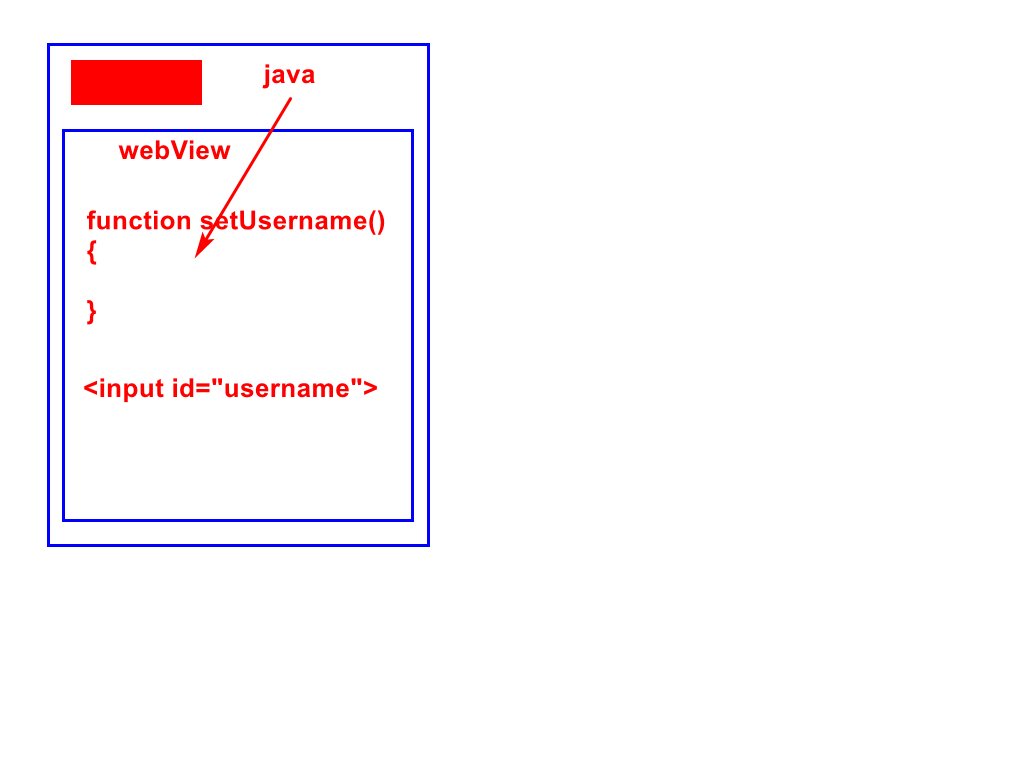 java
webView
function setUsername()
{
}
<input id="username">